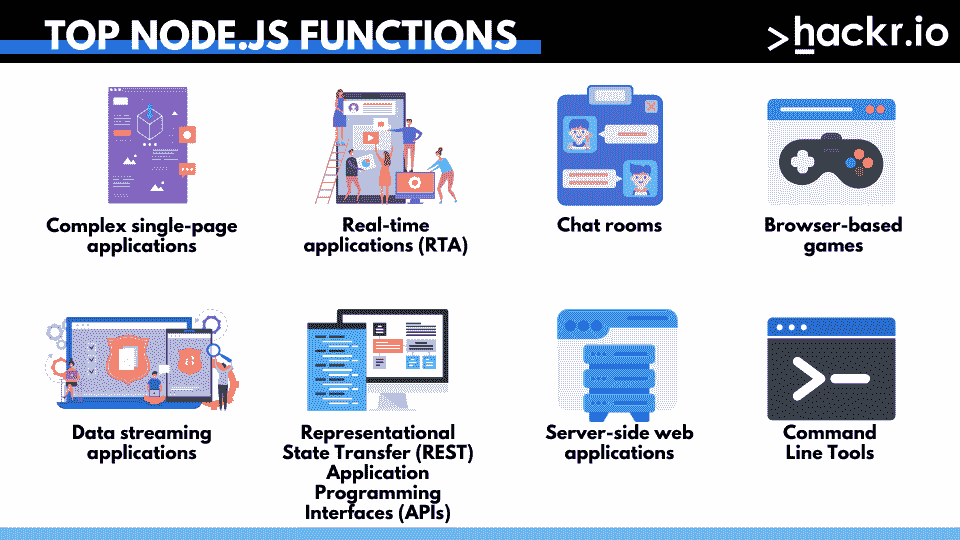 TOP NODE.JS FUNCTIONS
>hackr.io
Complex single-page
applications
Real-time
applications (RTA)
Chat rooms
Browser-based
games
Data streaming
applications
Representational
State Transfer (REST)
Application
Programming
Interfaces (APIs)
Server-side web
applications
Command
Line Tools